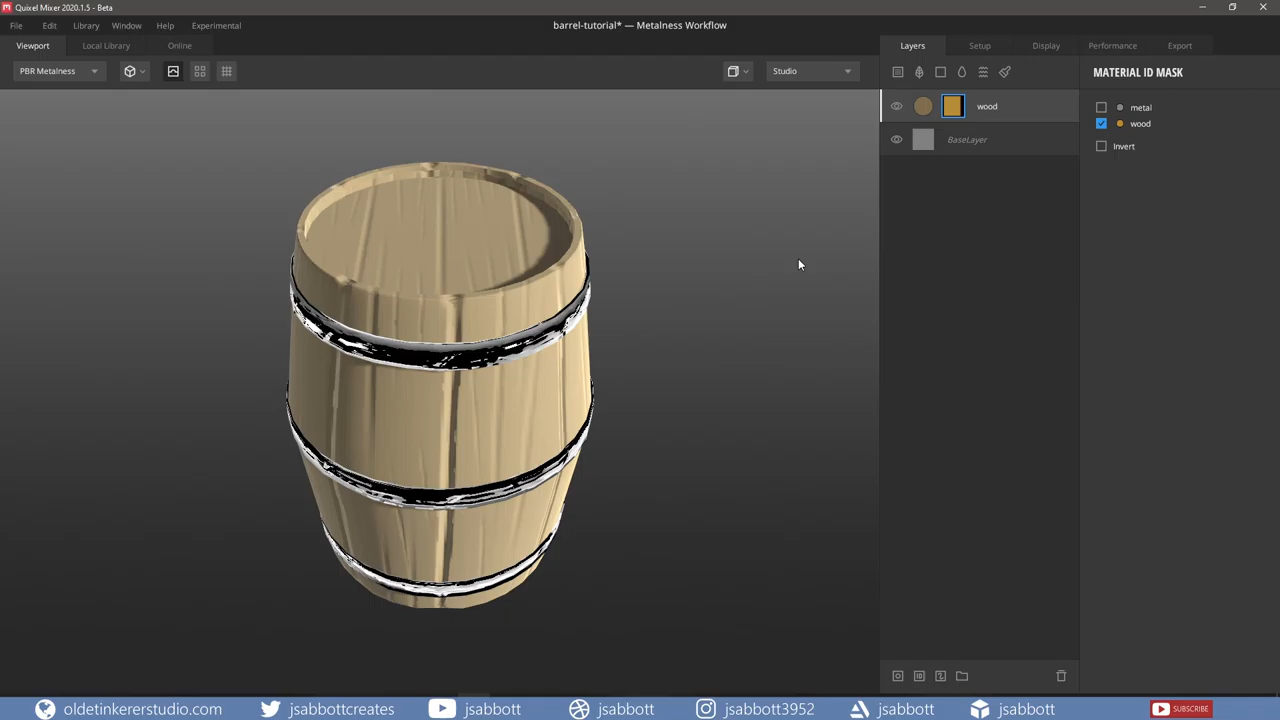 Quixel Mixer 2020.1.5 - Beta
File Edit Library Window Help Experimental
barrel-tutorial* — Metalness Workflow
Viewport Local Library Online
Layers Setup Display Performance Export
PBR Metalness
Studio
MATERIAL ID MASK
wood
metal
wood
BaseLayer
Invert
oldetinkererstudio.com jsabbottcreates jsabbott jsabbott jsabbott3952 jsabbott jsabbott SUBSCRIBE